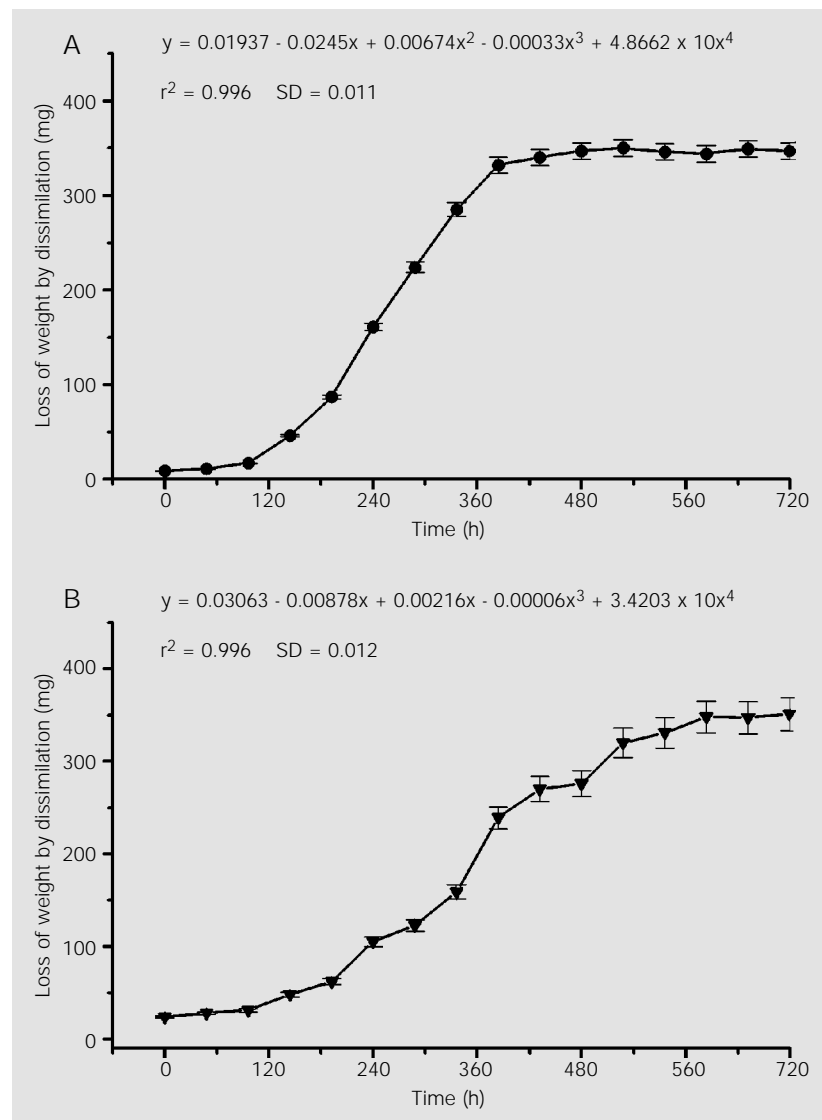 A
y = 0.01937 - 0.0245x + 0.00674x² - 0.00033x³ + 4.8662 x 10x⁴
r² = 0.996 SD = 0.011
Loss of weight by dissimilation (mg)
400
300
200
100
0
0 120 240 360 480 560 720
Time (h)
B
y = 0.03063 - 0.00878x + 0.00216x - 0.00006x³ + 3.4203 x 10x⁴
r² = 0.996 SD = 0.012
Loss of weight by dissimilation (mg)
400
300
200
100
0
0 120 240 360 480 560 720
Time (h)